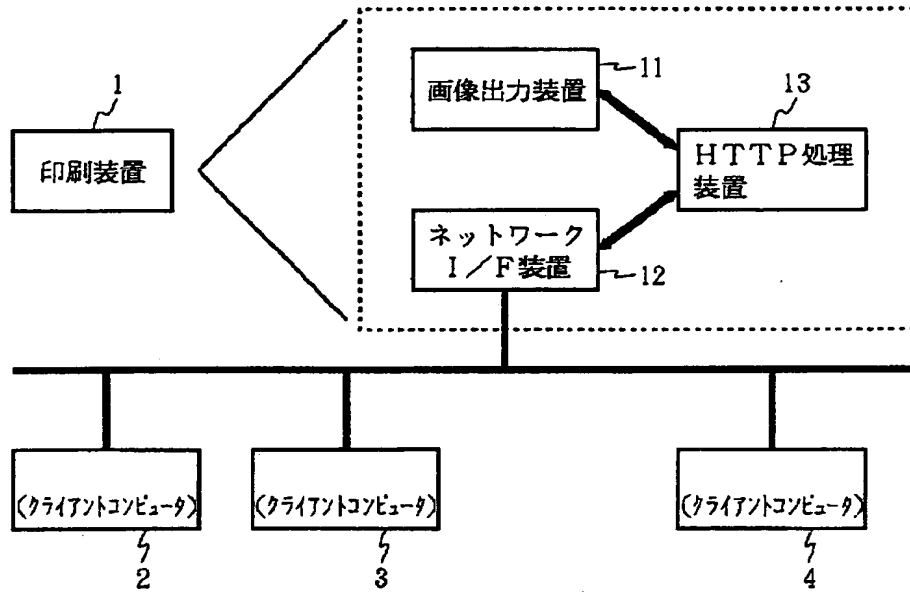 1
印刷装置
画像出力装置
11
13
HTTP処理
装置
ネットワーク
I/F装置
12
(クライアントコンピュータ)
2
(クライアントコンピュータ)
3
(クライアントコンピュータ)
4